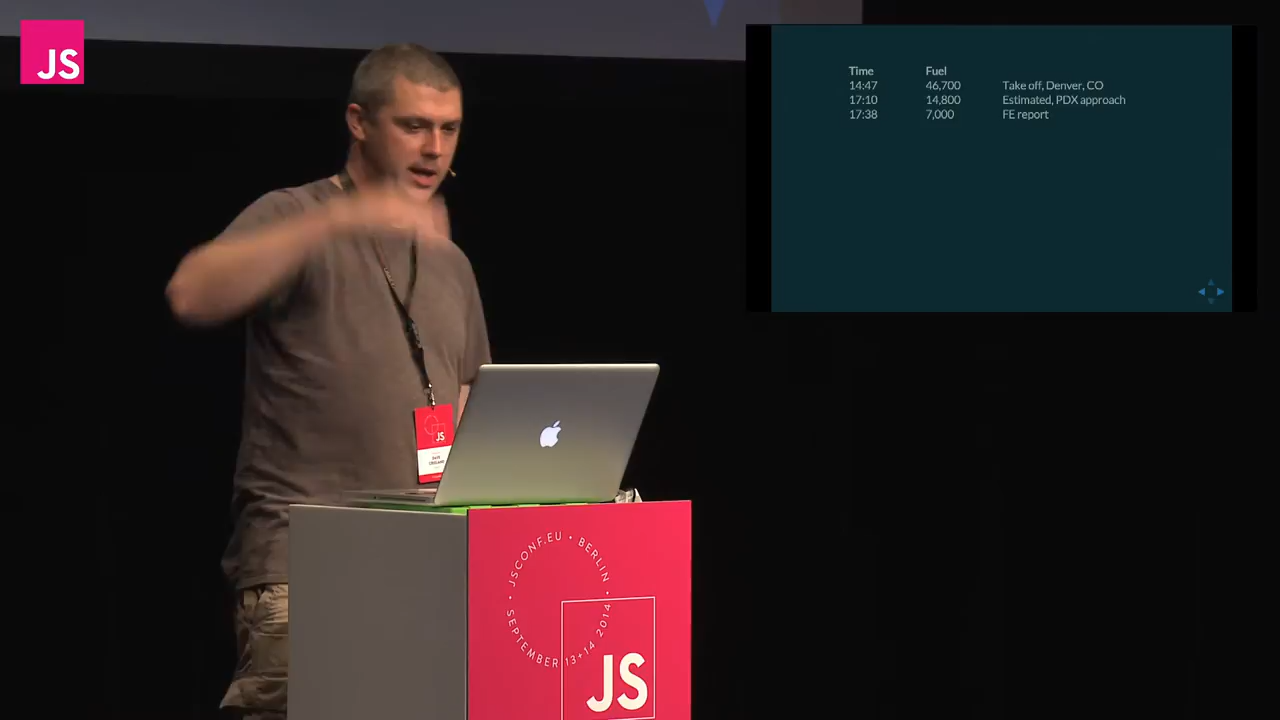 JS
Time Fuel
14:47 46,700 Take off, Denver, CO
17:10 14,800 Estimated, PDX approach
17:38 7,000 FE report
JS
JSCONF.EU • BERLIN • SEPTEMBER 13+14 2014 •
JS